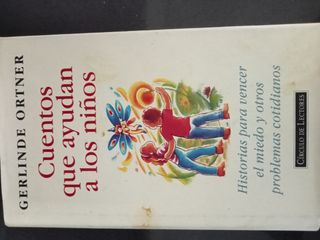 GERLINDE ORTNER
Cuentos
que ayudan
a los niños
Historias para vencer
el miedo y otros
problemas cotidianos
CÍRCULO DE LECTORES